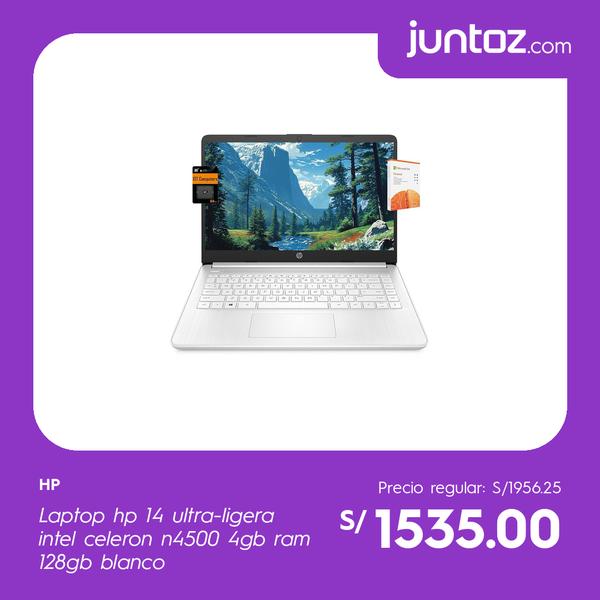 juntoz.com
HP
Laptop hp 14 ultra-ligera
intel celeron n4500 4gb ram
128gb blanco
Precio regular: S/1956.25
S/ 1535.00